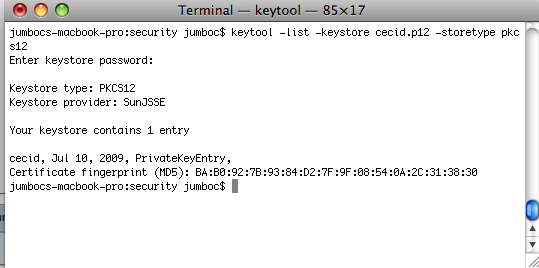 Terminal — keytool — 85×17
jumbocs-macbook-pro:security jumboc$ keytool -list -keystore cecid.p12 -storetype pkc
s12
Enter keystore password:
Keystore type: PKCS12
Keystore provider: SunJSSE
Your keystore contains 1 entry
cecid, Jul 10, 2009, PrivateKeyEntry,
Certificate fingerprint (MD5): BA:B0:92:7B:93:84:D2:7F:9F:08:54:0A:2C:31:38:30
jumbocs-macbook-pro:security jumboc$